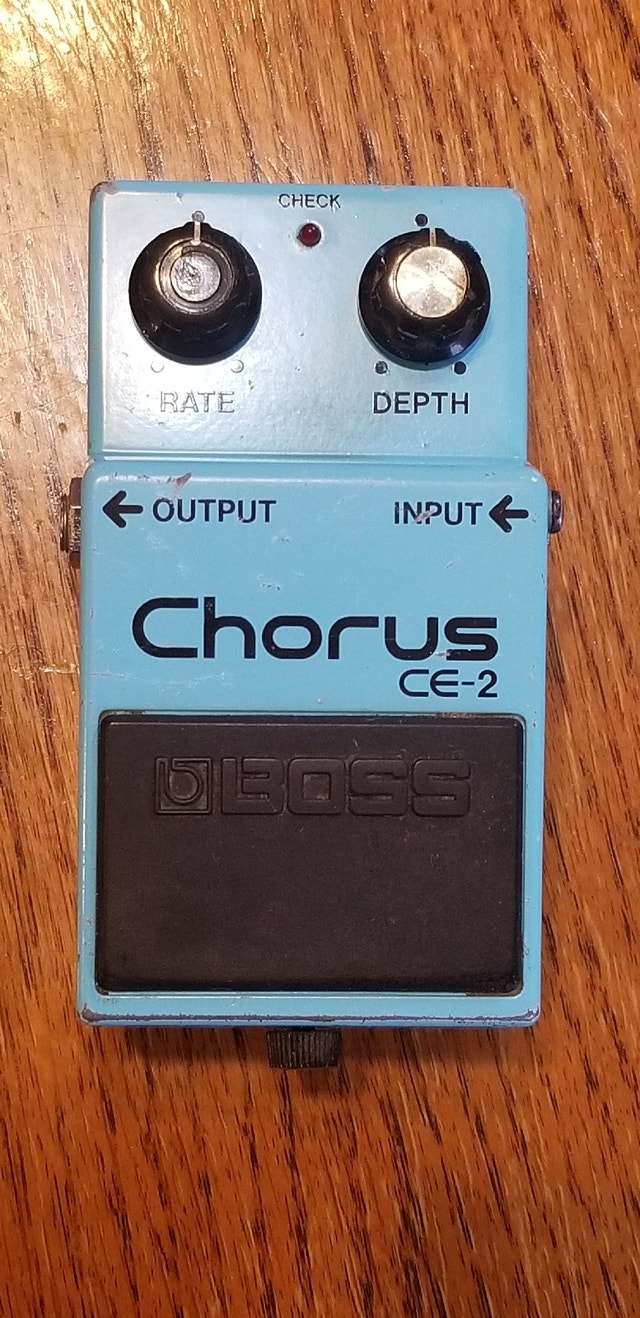 CHECK
RATE DEPTH
← OUTPUT INPUT ←
Chorus
CE-2
BOSS